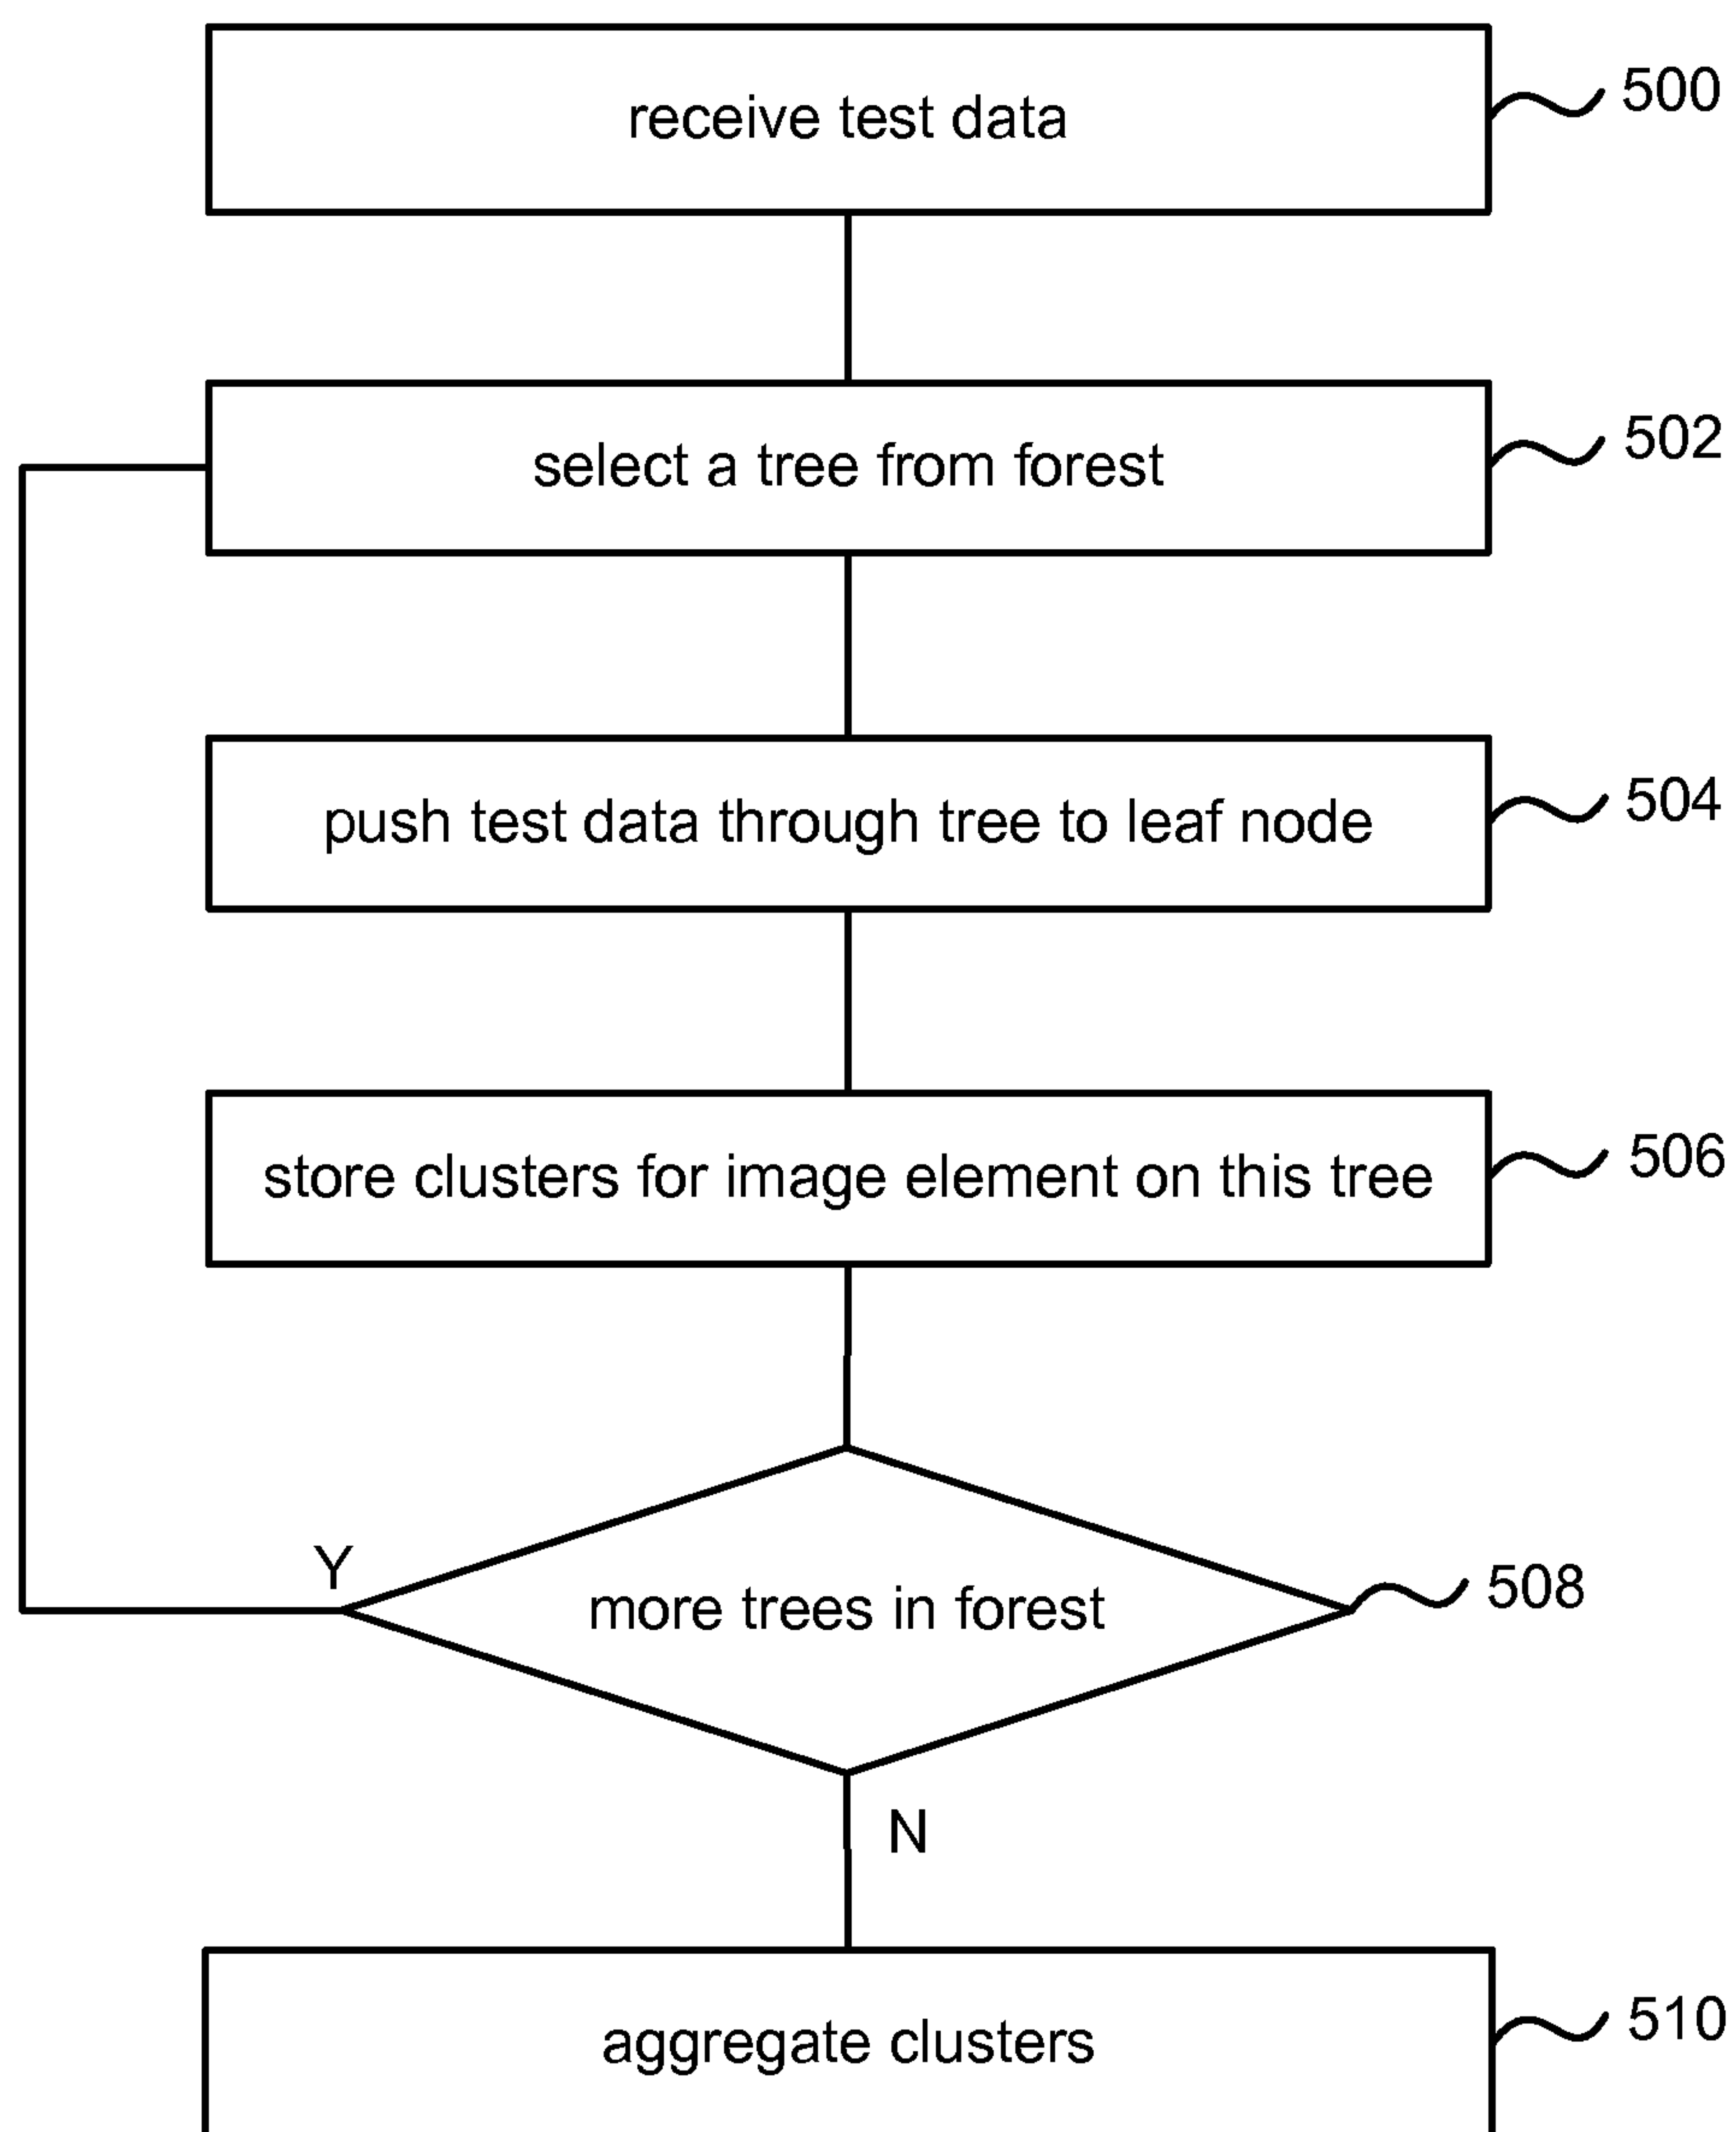 receive test data
500
select a tree from forest
502
push test data through tree to leaf node
504
store clusters for image element on this tree
506
Y
more trees in forest
508
N
aggregate clusters
510